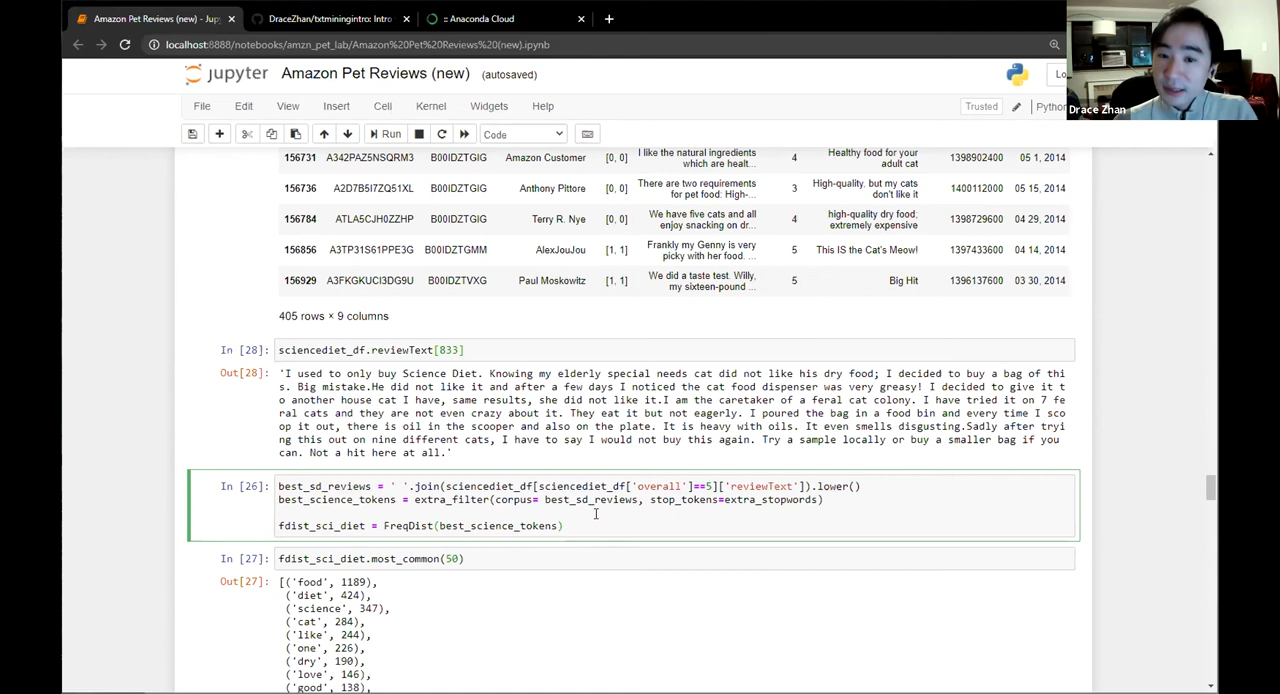 Amazon Pet Reviews (new) - Jup
DraceZhan/txtminingintro: Intro
:: Anaconda Cloud
localhost:8888/notebooks/amzn_pet_lab/Amazon%20Pet%20Reviews%20(new).ipynb
Drace Zhan
jupyter Amazon Pet Reviews (new) (autosaved)
Lo
File Edit View Insert Cell Kernel Widgets Help
Trusted
Python
Run
Code
156731 A342PAZ5NSQRM3 B00IDZTGIG Amazon Customer [0, 0] I like the natural ingredients which are healt... 4 Healthy food for your adult cat 1398902400 05 1, 2014
156736 A2D7B5I7ZQ51XL B00IDZTGIG Anthony Pittore [0, 0] There are two requirements for pet food: High-... 3 High-quality, but my cats don't like it 1400112000 05 15, 2014
156784 ATLA5CJH0ZZHP B00IDZTGIG Terry R. Nye [0, 0] We have five cats and all enjoy snacking on dr... 4 high-quality dry food; extremely expensive 1398729600 04 29, 2014
156856 A3TP31S61PPE3G B00IDZTGMM AlexJouJou [1, 1] Frankly my Genny is very picky with her food. ... 5 This IS the Cat's Meow! 1397433600 04 14, 2014
156929 A3FKGKUCI3DG9U B00IDZTVXG Paul Moskowitz [1, 1] We did a taste test. Willy, my sixteen-pound ... 5 Big Hit 1396137600 03 30, 2014
405 rows × 9 columns
In [28]: sciencediet_df.reviewText[833]
Out[28]: 'I used to only buy Science Diet. Knowing my elderly special needs cat did not like his dry food; I decided to buy a bag of thi
s. Big mistake.He did not like it and after a few days I noticed the cat food dispenser was very greasy! I decided to give it t
o another house cat I have, same results, she did not like it.I am the caretaker of a feral cat colony. I have tried it on 7 fe
ral cats and they are not even crazy about it. They eat it but not eagerly. I poured the bag in a food bin and every time I sco
op it out, there is oil in the scooper and also on the plate. It is heavy with oils. It even smells disgusting.Sadly after tryi
ng this out on nine different cats, I have to say I would not buy this again. Try a sample locally or buy a smaller bag if you
can. Not a hit here at all.'
In [26]: best_sd_reviews = ' '.join(sciencediet_df[sciencediet_df['overall']==5]['reviewText']).lower()
best_science_tokens = extra_filter(corpus= best_sd_reviews, stop_tokens=extra_stopwords)
fdist_sci_diet = FreqDist(best_science_tokens)
In [27]: fdist_sci_diet.most_common(50)
Out[27]: [('food', 1189),
('diet', 424),
('science', 347),
('cat', 284),
('like', 244),
('one', 226),
('dry', 190),
('love', 146),
('good', 138),